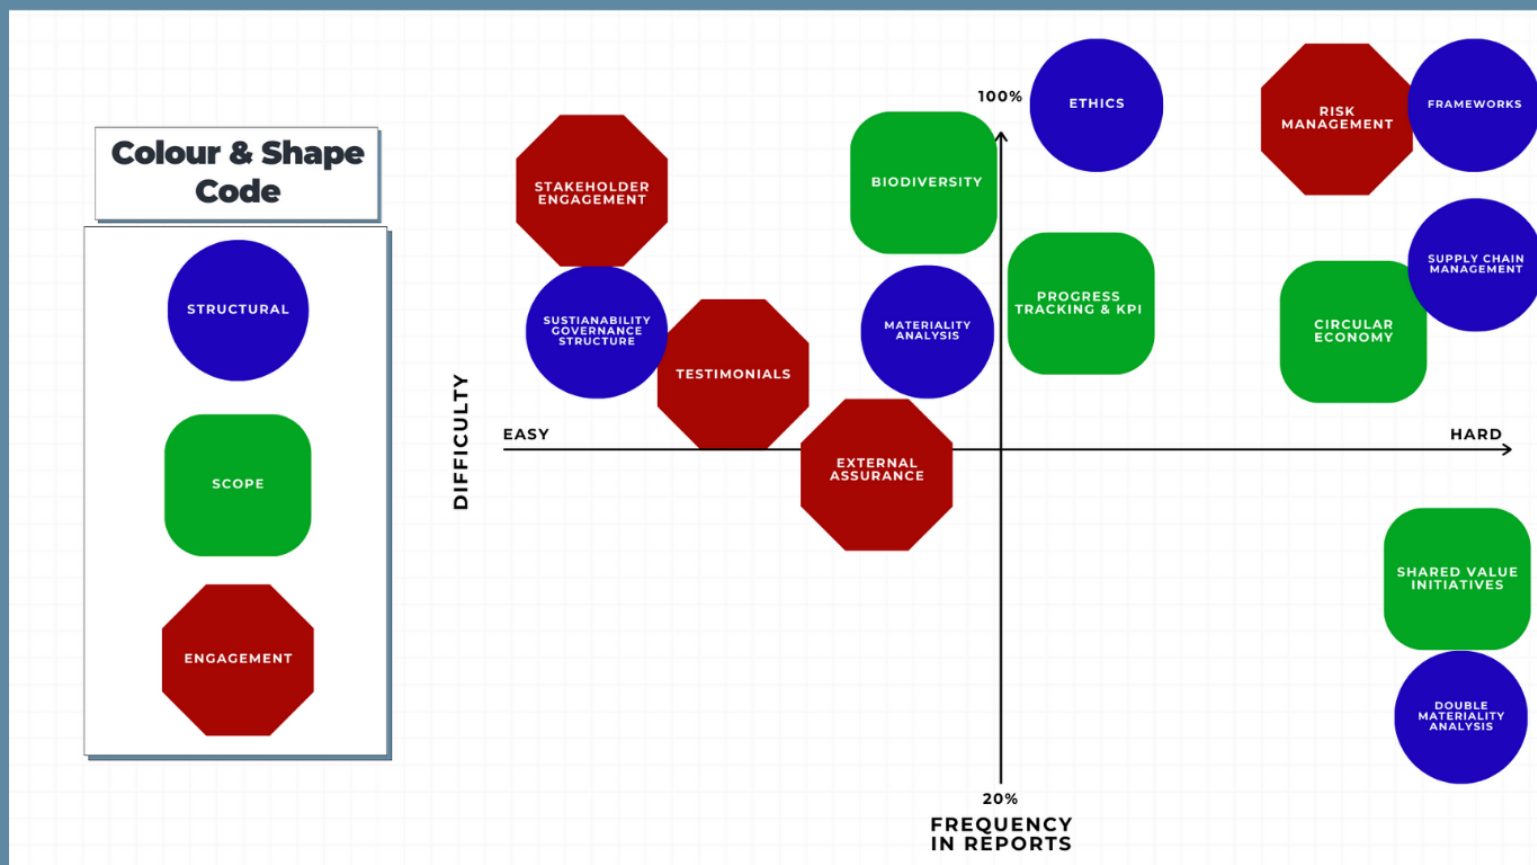 Colour & Shape
Code
STRUCTURAL
SCOPE
ENGAGEMENT
DIFFICULTY
EASY
HARD
100%
20%
FREQUENCY
IN REPORTS
STAKEHOLDER
ENGAGEMENT
SUSTIANABILITY
GOVERNANCE
STRUCTURE
TESTIMONIALS
BIODIVERSITY
MATERIALITY
ANALYSIS
EXTERNAL
ASSURANCE
ETHICS
PROGRESS
TRACKING & KPI
RISK
MANAGEMENT
FRAMEWORKS
SUPPLY CHAIN
MANAGEMENT
CIRCULAR
ECONOMY
SHARED VALUE
INITIATIVES
DOUBLE
MATERIALITY
ANALYSIS